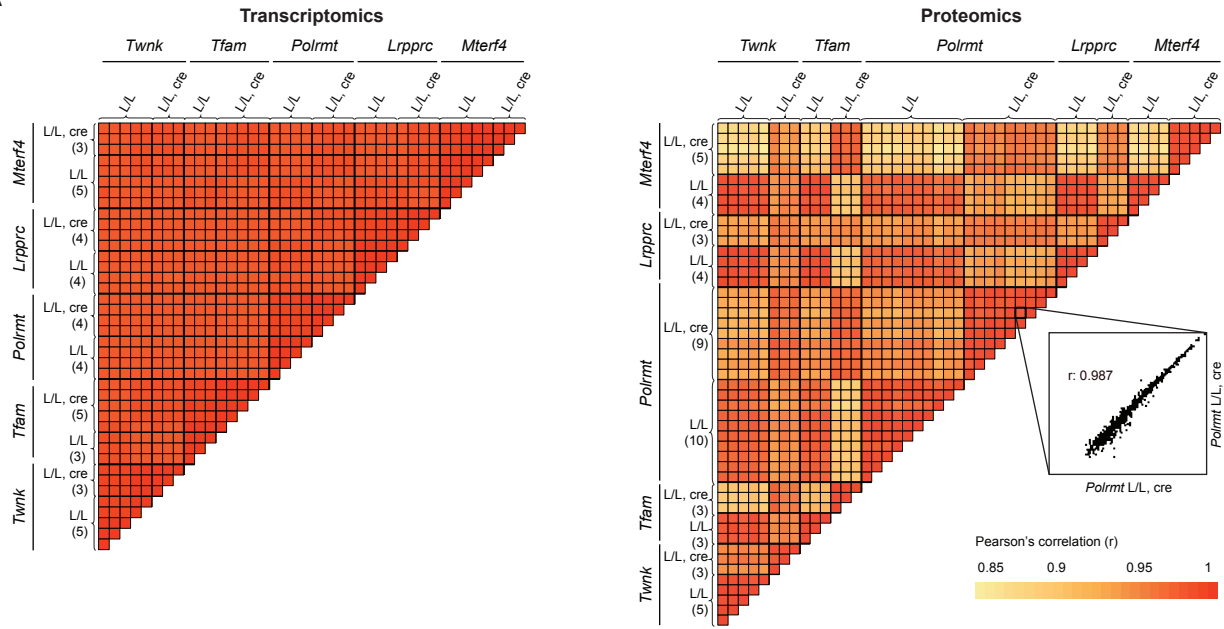 Transcriptomics
Twnk
Tfam
Polrmt
Lrpprc
Mterf4
L/L
L/L, cre
L/L
L/L, cre
L/L
L/L, cre
L/L
L/L, cre
L/L
L/L, cre
Mterf4
L/L, cre
(3)
L/L
(5)
Lrpprc
L/L, cre
(4)
L/L
(4)
Polrmt
L/L, cre
(4)
L/L
(4)
Tfam
L/L, cre
(5)
L/L
(3)
Twnk
L/L, cre
(3)
L/L
(5)
Proteomics
Twnk
Tfam
Polrmt
Lrpprc
Mterf4
L/L
L/L, cre
L/L
L/L, cre
L/L
L/L, cre
L/L
L/L, cre
L/L
L/L, cre
Mterf4
L/L, cre
(5)
L/L
(4)
Lrpprc
L/L, cre
(3)
L/L
(4)
Polrmt
L/L, cre
(9)
L/L
(10)
Tfam
L/L, cre
(3)
L/L
(3)
Twnk
L/L, cre
(3)
L/L
(5)
r: 0.987
Polrmt L/L, cre
Polrmt L/L, cre
Pearson's correlation (r)
0.85 0.9 0.95 1